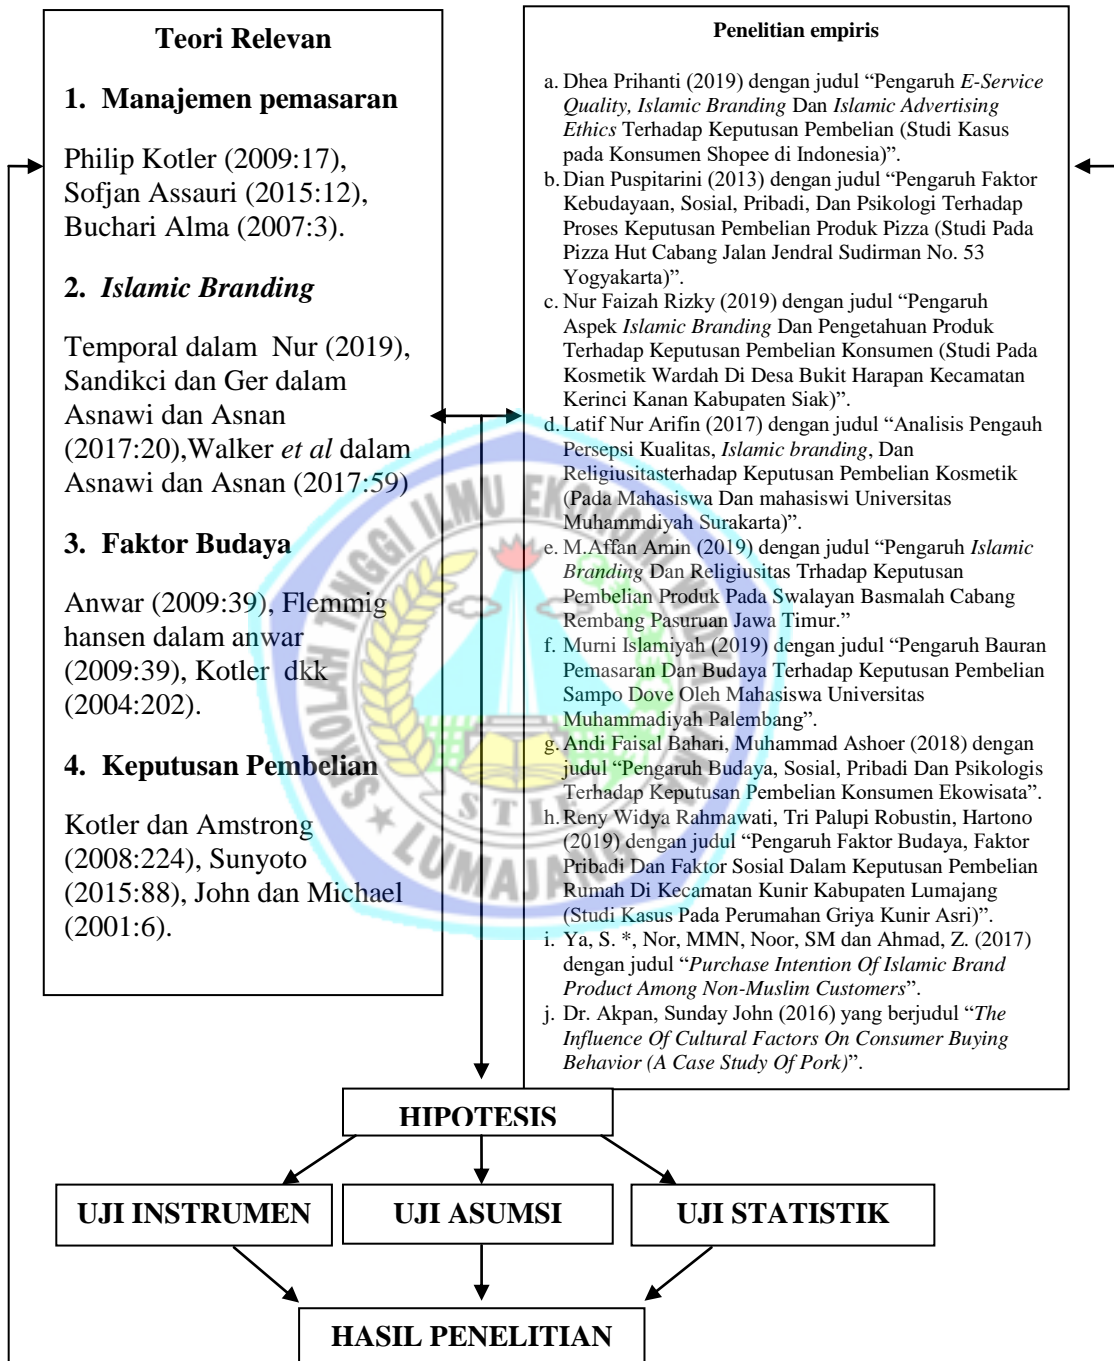 Teori Relevan
1. Manajemen pemasaran
Philip Kotler (2009:17),
Sofjan Assauri (2015:12),
Buchari Alma (2007:3).
2. Islamic Branding
Temporal dalam Nur (2019),
Sandikci dan Ger dalam
Asnawi dan Asnan
(2017:20),Walker et al dalam
Asnawi dan Asnan (2017:59)
3. Faktor Budaya
Anwar (2009:39), Flemmig
hansen dalam anwar
(2009:39), Kotler dkk
(2004:202).
4. Keputusan Pembelian
Kotler dan Amstrong
(2008:224), Sunyoto
(2015:88), John dan Michael
(2001:6).
Penelitian empiris
a. Dhea Prihanti (2019) dengan judul “Pengaruh E-Service
Quality, Islamic Branding Dan Islamic Advertising
Ethics Terhadap Keputusan Pembelian (Studi Kasus
pada Konsumen Shopee di Indonesia)”.
b. Dian Puspitarini (2013) dengan judul “Pengaruh Faktor
Kebudayaan, Sosial, Pribadi, Dan Psikologi Terhadap
Proses Keputusan Pembelian Produk Pizza (Studi Pada
Pizza Hut Cabang Jalan Jendral Sudirman No. 53
Yogyakarta)”.
c. Nur Faizah Rizky (2019) dengan judul “Pengaruh
Aspek Islamic Branding Dan Pengetahuan Produk
Terhadap Keputusan Pembelian Konsumen (Studi Pada
Kosmetik Wardah Di Desa Bukit Harapan Kecamatan
Kerinci Kanan Kabupaten Siak)”.
d. Latif Nur Arifin (2017) dengan judul “Analisis Pengauh
Persepsi Kualitas, Islamic branding, Dan
Religiusitasterhadap Keputusan Pembelian Kosmetik
(Pada Mahasiswa Dan mahasiswi Universitas
Muhammdiyah Surakarta)”.
e. M.Affan Amin (2019) dengan judul “Pengaruh Islamic
Branding Dan Religiusitas Trhadap Keputusan
Pembelian Produk Pada Swalayan Basmalah Cabang
Rembang Pasuruan Jawa Timur.”
f. Murni Islamiyah (2019) dengan judul “Pengaruh Bauran
Pemasaran Dan Budaya Terhadap Keputusan Pembelian
Sampo Dove Oleh Mahasiswa Universitas
Muhammadiyah Palembang”.
g. Andi Faisal Bahari, Muhammad Ashoer (2018) dengan
judul “Pengaruh Budaya, Sosial, Pribadi Dan Psikologis
Terhadap Keputusan Pembelian Konsumen Ekowisata”.
h. Reny Widya Rahmawati, Tri Palupi Robustin, Hartono
(2019) dengan judul “Pengaruh Faktor Budaya, Faktor
Pribadi Dan Faktor Sosial Dalam Keputusan Pembelian
Rumah Di Kecamatan Kunir Kabupaten Lumajang
(Studi Kasus Pada Perumahan Griya Kunir Asri)”.
i. Ya, S. *, Nor, MMN, Noor, SM dan Ahmad, Z. (2017)
dengan judul “Purchase Intention Of Islamic Brand
Product Among Non-Muslim Customers”.
j. Dr. Akpan, Sunday John (2016) yang berjudul “The
Influence Of Cultural Factors On Consumer Buying
Behavior (A Case Study Of Pork)”.
SEKOLAH TINGGI ILMU EKONOMI WIDYA GAMA
STIE
LUMAJANG
HIPOTESIS
UJI INSTRUMEN
UJI ASUMSI
UJI STATISTIK
HASIL PENELITIAN